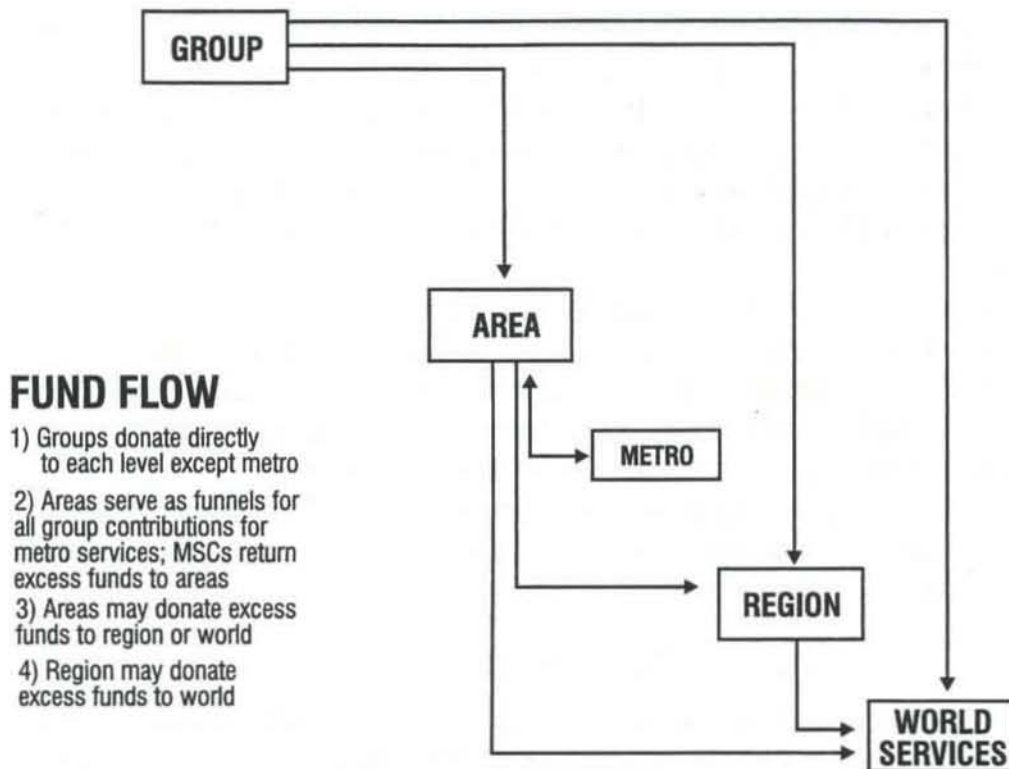 GROUP
AREA
FUND FLOW
1) Groups donate directly
to each level except metro
METRO
2) Areas serve as funnels for
all group contributions for
metro services; MSCs return
excess funds to areas
3) Areas may donate excess
funds to region or world
REGION
4) Region may donate
excess funds to world
WORLD
SERVICES